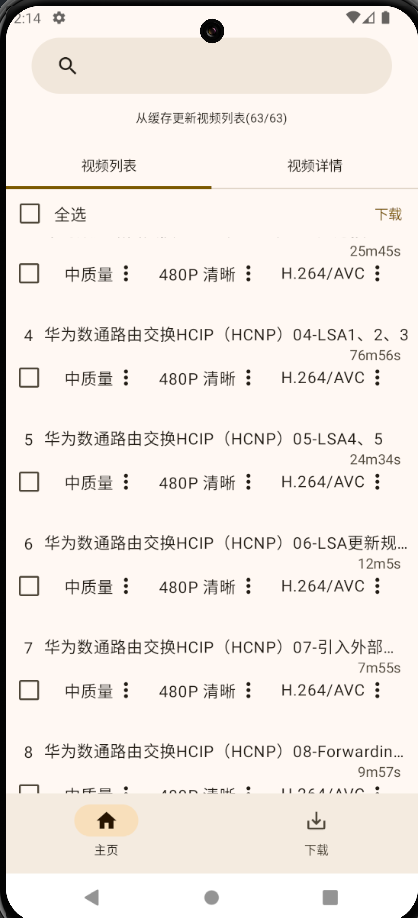 2:14
从缓存更新视频列表(63/63)
视频列表 视频详情
全选 下载
25m45s
中质量 480P 清晰 H.264/AVC
4 华为数通路由交换HCIP（HCNP）04-LSA1、2、3
76m56s
中质量 480P 清晰 H.264/AVC
5 华为数通路由交换HCIP（HCNP）05-LSA4、5
24m34s
中质量 480P 清晰 H.264/AVC
6 华为数通路由交换HCIP（HCNP）06-LSA更新规...
12m5s
中质量 480P 清晰 H.264/AVC
7 华为数通路由交换HCIP（HCNP）07-引入外部...
7m55s
中质量 480P 清晰 H.264/AVC
8 华为数通路由交换HCIP（HCNP）08-Forwardin...
9m57s
中质量 480P 清晰 H.264/AVC
主页 下载